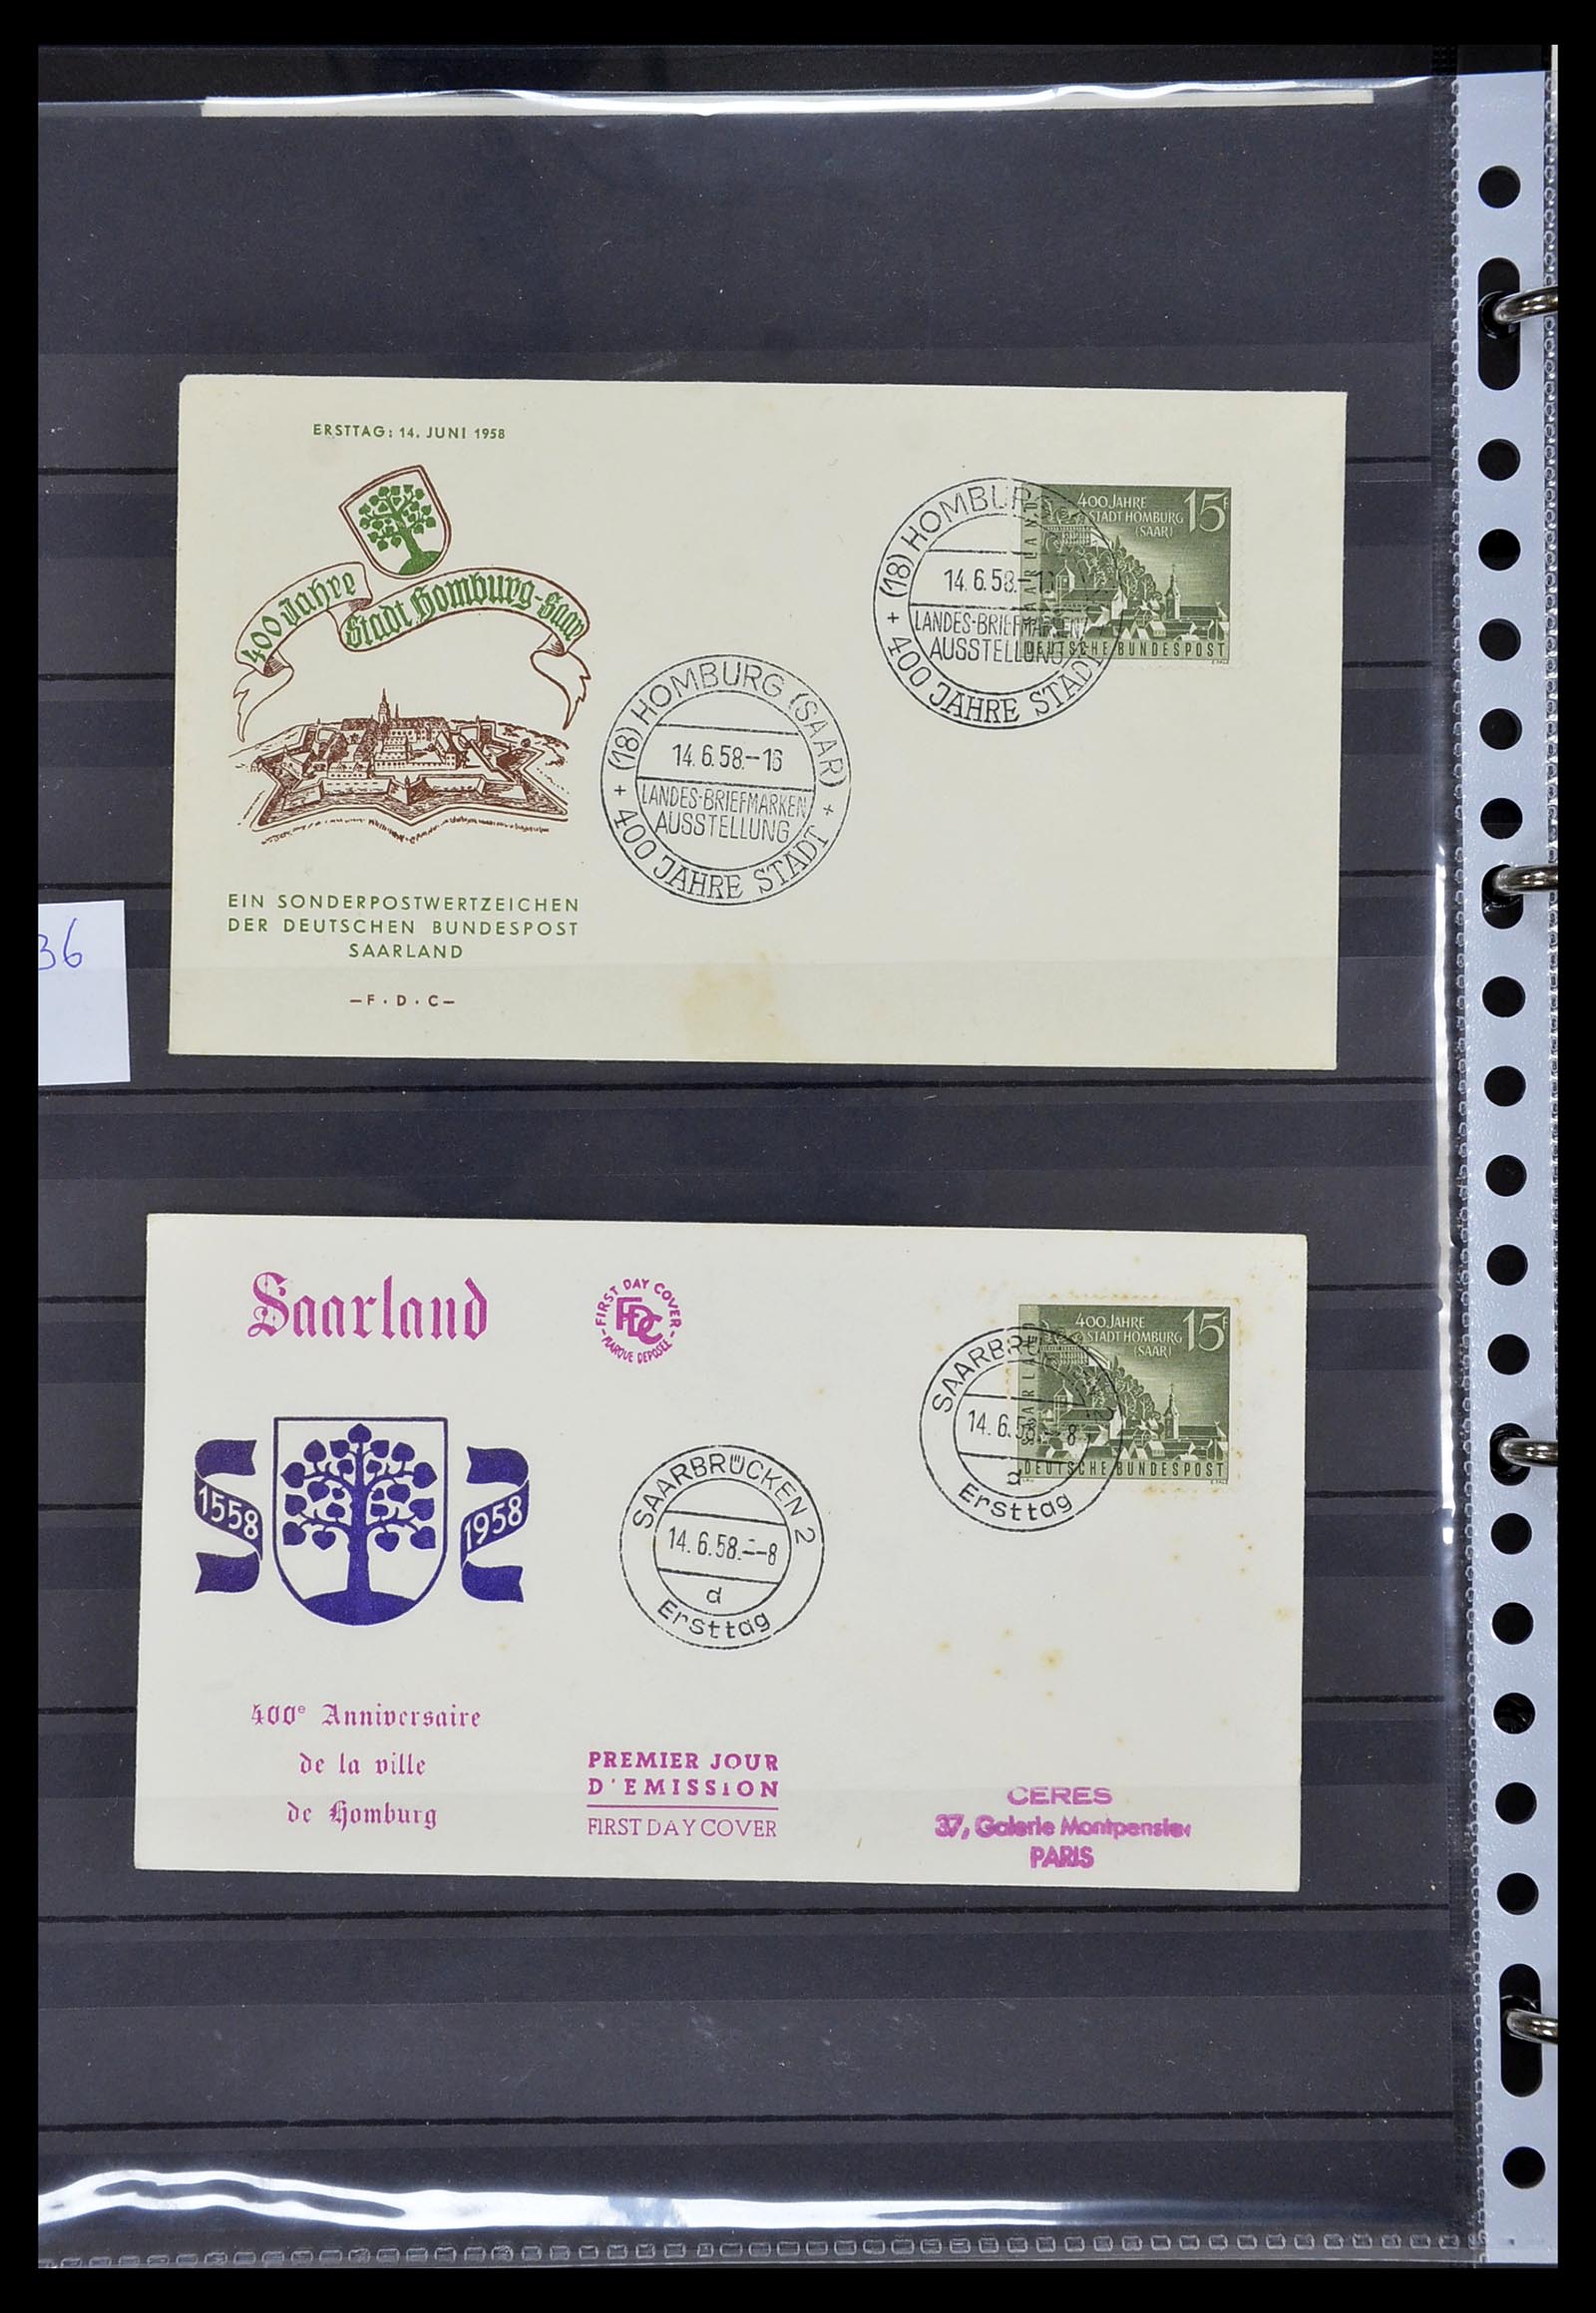 ERSTTAG: 14. JUNI 1958
400 Jahre
Stadt Homburg-Saar
EIN SONDERPOSTWERTZEICHEN
DER DEUTSCHEN BUNDESPOST
SAARLAND
—F·D·C—
(18) HOMBURG (SAAR)
14.6.58.-16
LANDES-BRIEFMARKEN
AUSSTELLUNG
+ 400 JAHRE STADT +
(18) HOMBURG
14.6.58.-
LANDES-BRIEFMARKEN
AUSSTELLUNG
+ 400 JAHRE STADT
400 JAHRE
STADT HOMBURG
(SAAR)
15F
SAARLAND
DEUTSCHE BUNDESPOST
36
Saarland
FIRST DAY COVER
FDC
MARQUE DEPOSÉE
1558
1958
400e Anniversaire
de la ville
de Homburg
SAARBRÜCKEN 2
14.6.58.--8
d
Ersttag
SAARBRÜ
14.6.58.-8
d
Ersttag
400 JAHRE
STADT HOMBURG
(SAAR)
15F
SAARLAND
DEUTSCHE BUNDESPOST
PREMIER JOUR
D'EMISSION
FIRST DAY COVER
CERES
37, Galerie Montpensier
PARIS